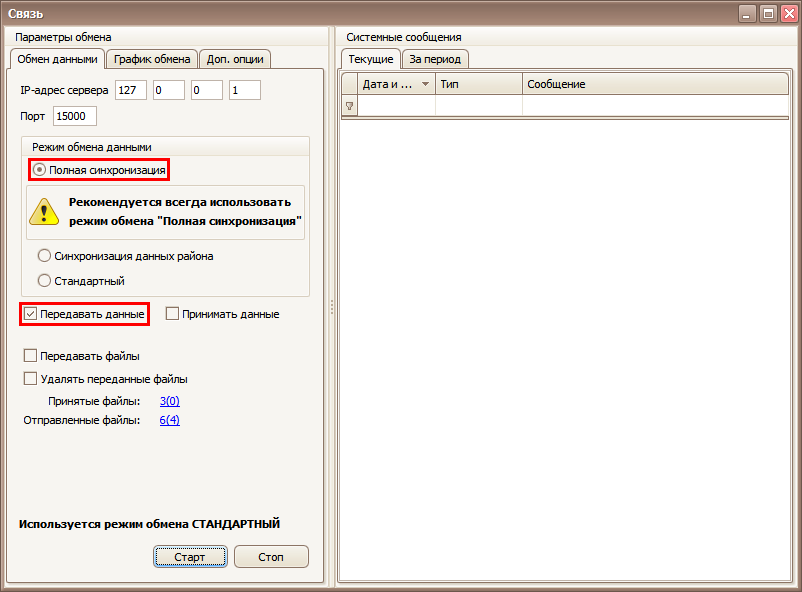 Связь
Параметры обмена
Обмен данными
График обмена
Доп. опции
IP-адрес сервера 127 0 0 1
Порт 15000
Режим обмена данными
Полная синхронизация
Рекомендуется всегда использовать
режим обмена "Полная синхронизация"
Синхронизация данных района
Стандартный
Передавать данные
Принимать данные
Передавать файлы
Удалять переданные файлы
Принятые файлы: 3(0)
Отправленные файлы: 6(4)
Используется режим обмена СТАНДАРТНЫЙ
Старт
Стоп
Системные сообщения
Текущие
За период
Дата и ...
Тип
Сообщение